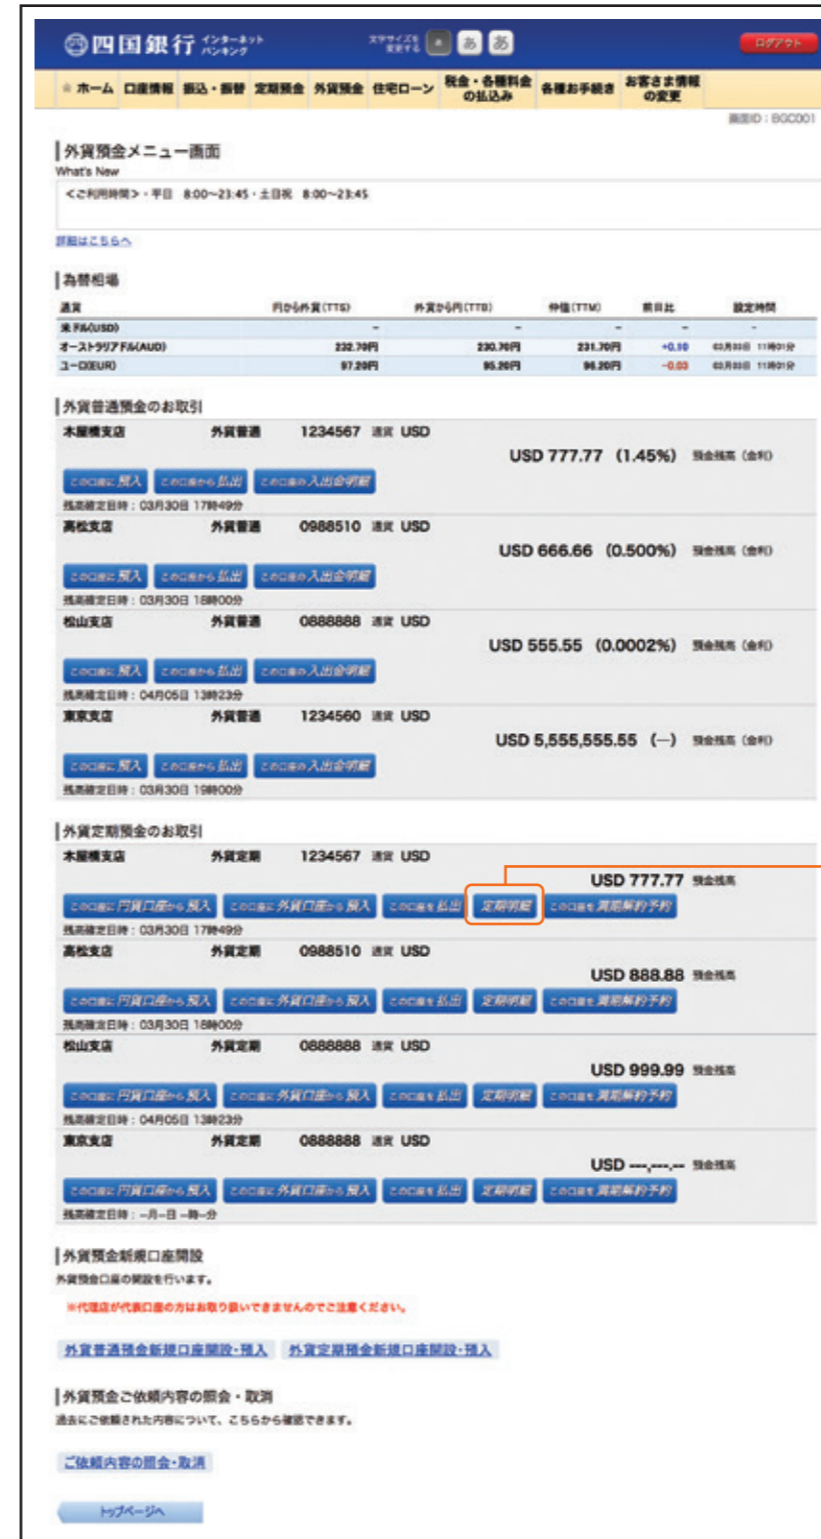 四国銀行 インターネットバンキング 文字サイズを変更する あ あ あ ログアウト
ホーム 口座情報 振込・振替 定期預金 外貨預金 住宅ローン 税金・各種料金の払込み 各種お手続き お客さま情報の変更
画面ID：BGC001
外貨預金メニュー画面
What's New
＜ご利用時間＞・平日 8:00～23:45・土日祝 8:00～23:45
詳細はこちらへ
為替相場
通貨 円から外貨(TTS) 外貨から円(TTB) 仲値(TTM) 前日比 設定時間
米ドル(USD) - - - - -
オーストラリアドル(AUD) 232.70円 230.70円 231.70円 +0.10 03月03日 11時01分
ユーロ(EUR) 97.20円 95.20円 96.20円 -0.03 03月03日 11時01分
外貨普通預金のお取引
木屋橋支店 外貨普通 1234567 通貨 USD
USD 777.77 (1.45%) 預金残高（金利）
この口座に預入 この口座から払出 この口座の入出金明細
残高確定日時：03月30日 17時49分
高松支店 外貨普通 0988510 通貨 USD
USD 666.66 (0.500%) 預金残高（金利）
この口座に預入 この口座から払出 この口座の入出金明細
残高確定日時：03月30日 18時00分
松山支店 外貨普通 0888888 通貨 USD
USD 555.55 (0.0002%) 預金残高（金利）
この口座に預入 この口座から払出 この口座の入出金明細
残高確定日時：04月05日 13時23分
東京支店 外貨普通 1234560 通貨 USD
USD 5,555,555.55 (—) 預金残高（金利）
この口座に預入 この口座から払出 この口座の入出金明細
残高確定日時：03月30日 19時00分
外貨定期預金のお取引
木屋橋支店 外貨定期 1234567 通貨 USD
USD 777.77 預金残高
この口座に円貨口座から預入 この口座に外貨口座から預入 この口座を払出 定期明細 この口座を満期解約予約
残高確定日時：03月30日 17時49分
高松支店 外貨定期 0988510 通貨 USD
USD 888.88 預金残高
この口座に円貨口座から預入 この口座に外貨口座から預入 この口座を払出 定期明細 この口座を満期解約予約
残高確定日時：03月30日 18時00分
松山支店 外貨定期 0888888 通貨 USD
USD 999.99 預金残高
この口座に円貨口座から預入 この口座に外貨口座から預入 この口座を払出 定期明細 この口座を満期解約予約
残高確定日時：04月05日 13時23分
東京支店 外貨定期 0888888 通貨 USD
USD ---,---.-- 預金残高
この口座に円貨口座から預入 この口座に外貨口座から預入 この口座を払出 定期明細 この口座を満期解約予約
残高確定日時：--月--日 --時--分
外貨預金新規口座開設
外貨預金口座の開設を行います。
※代理店が代表口座の方はお取り扱いできませんのでご注意ください。
外貨普通預金新規口座開設・預入 外貨定期預金新規口座開設・預入
外貨預金ご依頼内容の照会・取消
過去にご依頼された内容について、こちらから確認できます。
ご依頼内容の照会・取消
トップページへ